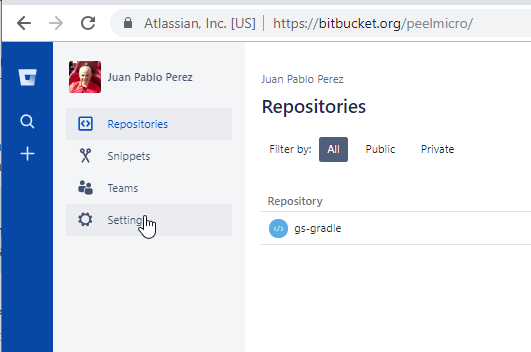 Atlassian, Inc. [US] | https://bitbucket.org/peelmicro/
Juan Pablo Perez
Repositories
Snippets
Teams
Juan Pablo Perez
Repositories
Filter by: All Public Private
Repository
gs-gradle